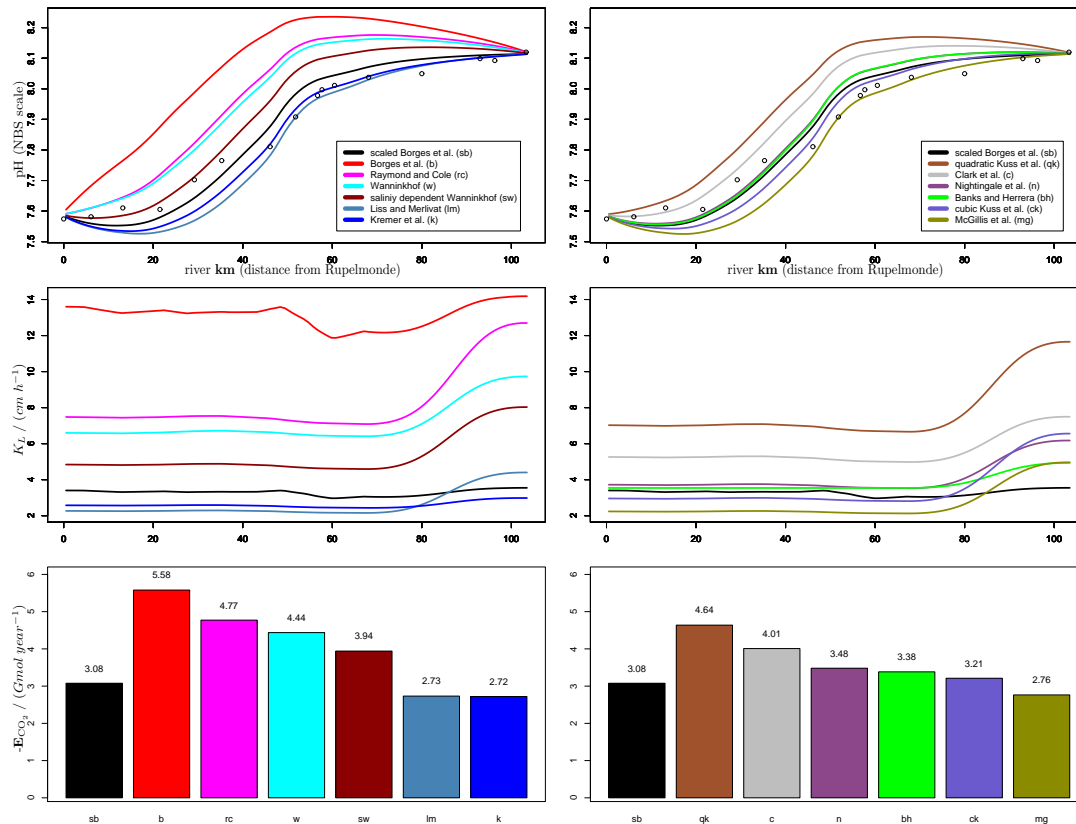 pH (NBS scale)
7.5 7.6 7.7 7.8 7.9 8.0 8.1 8.2
scaled Borges et al. (sb)
Borges et al. (b)
Raymond and Cole (rc)
Wanninkhof (w)
saliniy dependent Wanninkhof (sw)
Liss and Merlivat (lm)
Kremer et al. (k)
0 20 40 60 80 100
river km (distance from Rupelmonde)
7.5 7.6 7.7 7.8 7.9 8.0 8.1 8.2
scaled Borges et al. (sb)
quadratic Kuss et al. (qk)
Clark et al. (c)
Nightingale et al. (n)
Banks and Herrera (bh)
cubic Kuss et al. (ck)
McGillis et al. (mg)
0 20 40 60 80 100
river km (distance from Rupelmonde)
K_L / (cm h⁻¹)
2 4 6 8 10 12 14
0 20 40 60 80 100
2 4 6 8 10 12 14
0 20 40 60 80 100
-E_CO₂ / (Gmol year⁻¹)
0 1 2 3 4 5 6
3.08 5.58 4.77 4.44 3.94 2.73 2.72
sb b rc w sw lm k
0 1 2 3 4 5 6
3.08 4.64 4.01 3.48 3.38 3.21 2.76
sb qk c n bh ck mg